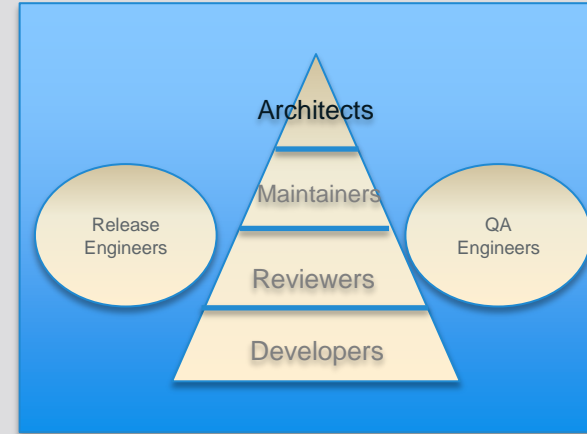 Architects
Maintainers
Release
Engineers
QA
Engineers
Reviewers
Developers